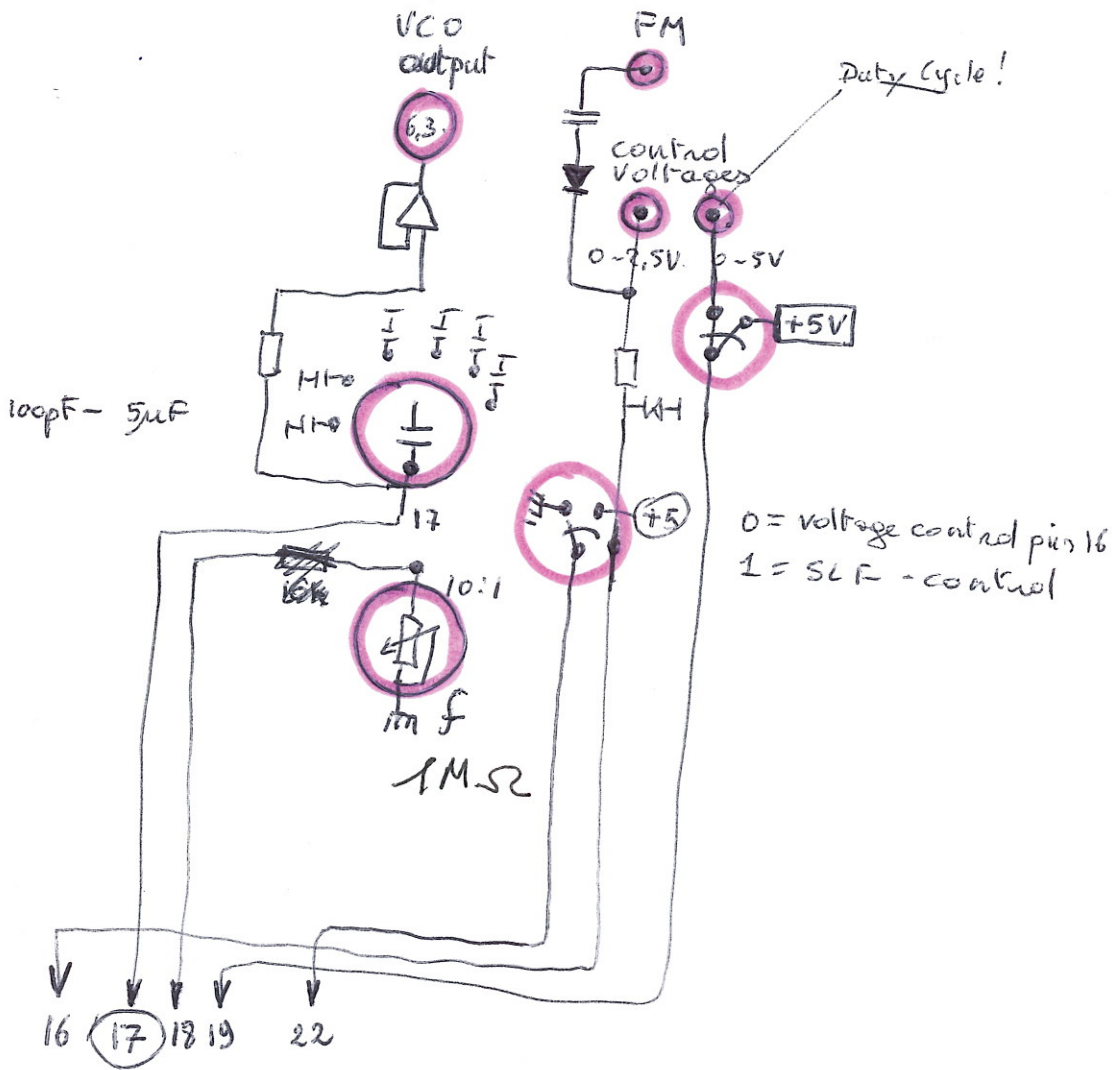 VCO
output
FM
Duty Cycle!
6,3.
control
voltages
0-2,5V.
0-5V
+5V
100pF - 5µF
17
+5
0 = voltage control pin 16
1 = SLF - control
10:1
f
1MΩ
16
17
18
19
22